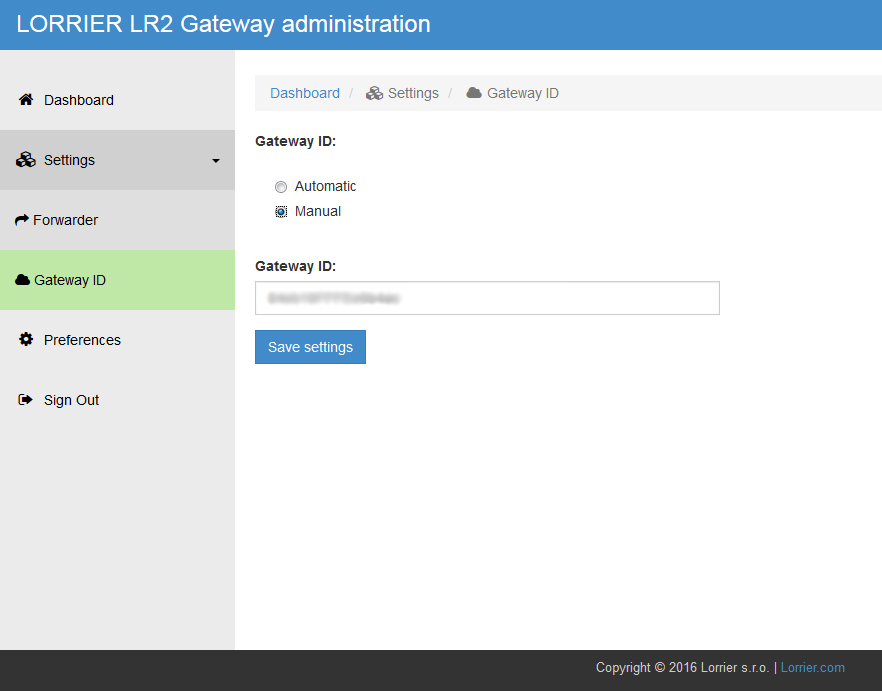 LORRIER LR2 Gateway administration
Dashboard
Settings
Forwarder
Gateway ID
Preferences
Sign Out
Dashboard / Settings / Gateway ID
Gateway ID:
Automatic
Manual
Gateway ID:
Save settings
Copyright © 2016 Lorrier s.r.o. | Lorrier.com